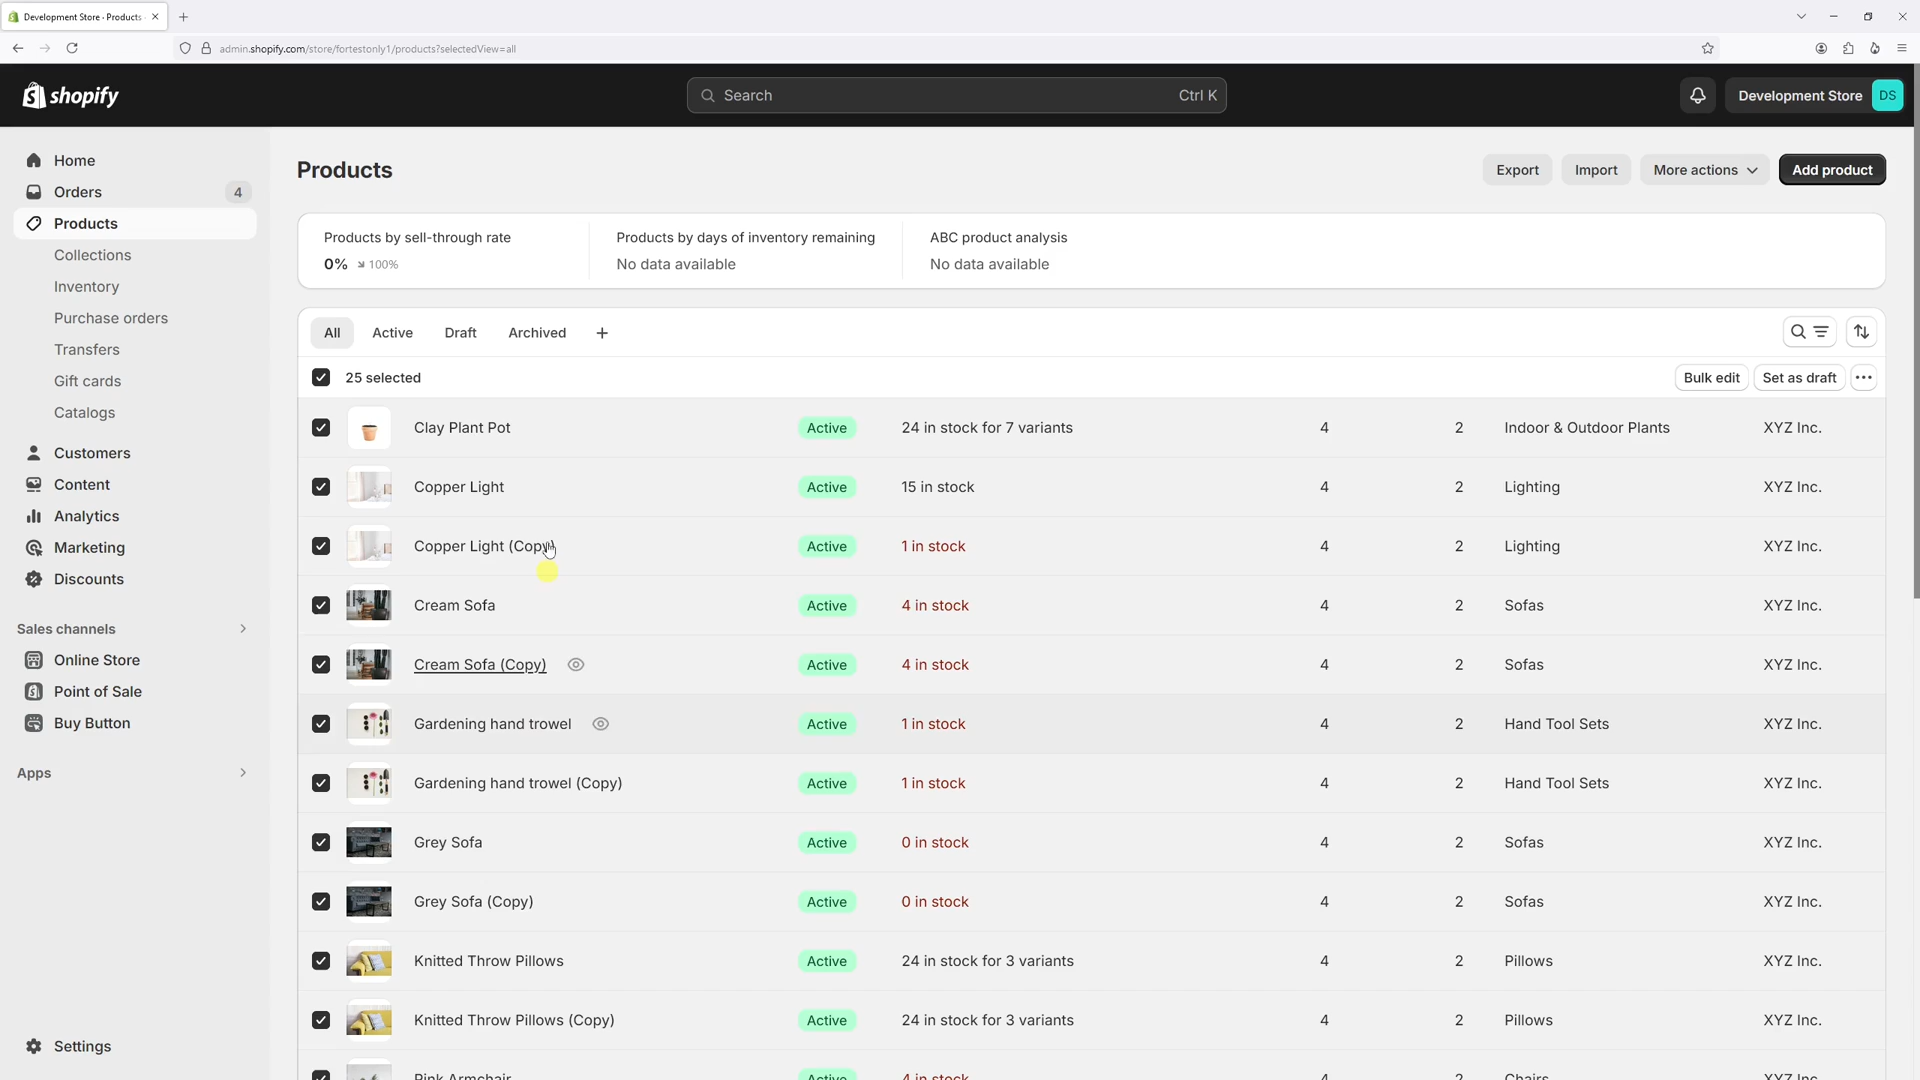 Development Store · Products
admin.shopify.com/store/fortestonly1/products?selectedView=all
shopify
Search
Ctrl K
Development Store
DS
Home
Orders
4
Products
Collections
Inventory
Purchase orders
Transfers
Gift cards
Catalogs
Customers
Content
Analytics
Marketing
Discounts
Sales channels
Online Store
Point of Sale
Buy Button
Apps
Settings
Products
Export
Import
More actions
Add product
Products by sell-through rate
0% 100%
Products by days of inventory remaining
No data available
ABC product analysis
No data available
All Active Draft Archived +
25 selected
Bulk edit
Set as draft
Clay Plant Pot Active 24 in stock for 7 variants 4 2 Indoor & Outdoor Plants XYZ Inc.
Copper Light Active 15 in stock 4 2 Lighting XYZ Inc.
Copper Light (Copy) Active 1 in stock 4 2 Lighting XYZ Inc.
Cream Sofa Active 4 in stock 4 2 Sofas XYZ Inc.
Cream Sofa (Copy) Active 4 in stock 4 2 Sofas XYZ Inc.
Gardening hand trowel Active 1 in stock 4 2 Hand Tool Sets XYZ Inc.
Gardening hand trowel (Copy) Active 1 in stock 4 2 Hand Tool Sets XYZ Inc.
Grey Sofa Active 0 in stock 4 2 Sofas XYZ Inc.
Grey Sofa (Copy) Active 0 in stock 4 2 Sofas XYZ Inc.
Knitted Throw Pillows Active 24 in stock for 3 variants 4 2 Pillows XYZ Inc.
Knitted Throw Pillows (Copy) Active 24 in stock for 3 variants 4 2 Pillows XYZ Inc.
Pink Armchair Active 4 in stock 4 2 Chairs XYZ Inc.